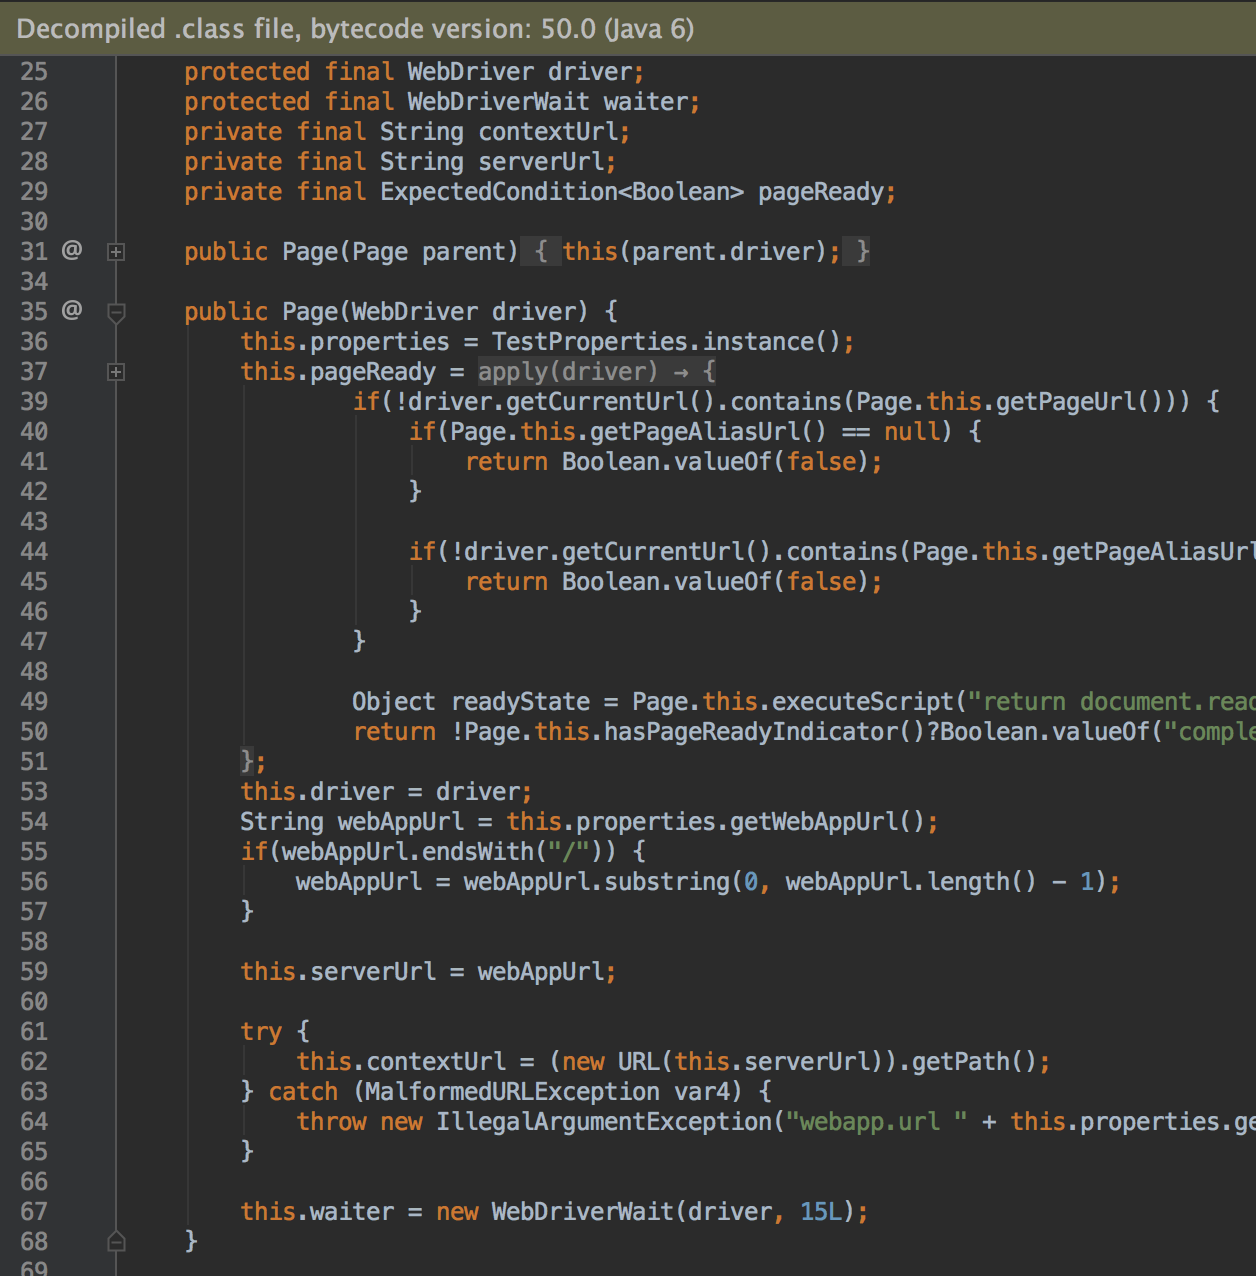 Decompiled .class file, bytecode version: 50.0 (Java 6)
25 protected final WebDriver driver;
26 protected final WebDriverWait waiter;
27 private final String contextUrl;
28 private final String serverUrl;
29 private final ExpectedCondition<Boolean> pageReady;
30
31 @ public Page(Page parent) { this(parent.driver); }
34
35 @ public Page(WebDriver driver) {
36 this.properties = TestProperties.instance();
37 this.pageReady = apply(driver) → {
39 if(!driver.getCurrentUrl().contains(Page.this.getPageUrl())) {
40 if(Page.this.getPageAliasUrl() == null) {
41 return Boolean.valueOf(false);
42 }
43
44 if(!driver.getCurrentUrl().contains(Page.this.getPageAliasUrl
45 return Boolean.valueOf(false);
46 }
47 }
48
49 Object readyState = Page.this.executeScript("return document.read
50 return !Page.this.hasPageReadyIndicator()?Boolean.valueOf("comple
51 };
53 this.driver = driver;
54 String webAppUrl = this.properties.getWebAppUrl();
55 if(webAppUrl.endsWith("/")) {
56 webAppUrl = webAppUrl.substring(0, webAppUrl.length() - 1);
57 }
58
59 this.serverUrl = webAppUrl;
60
61 try {
62 this.contextUrl = (new URL(this.serverUrl)).getPath();
63 } catch (MalformedURLException var4) {
64 throw new IllegalArgumentException("webapp.url " + this.properties.ge
65 }
66
67 this.waiter = new WebDriverWait(driver, 15L);
68 }
69